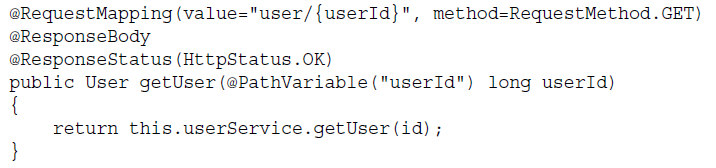 @RequestMapping(value="user/{userId}", method=RequestMethod.GET)
@ResponseBody
@ResponseStatus(HttpStatus.OK)
public User getUser(@PathVariable("userId") long userId)
{
    return this.userService.getUser(id);
}